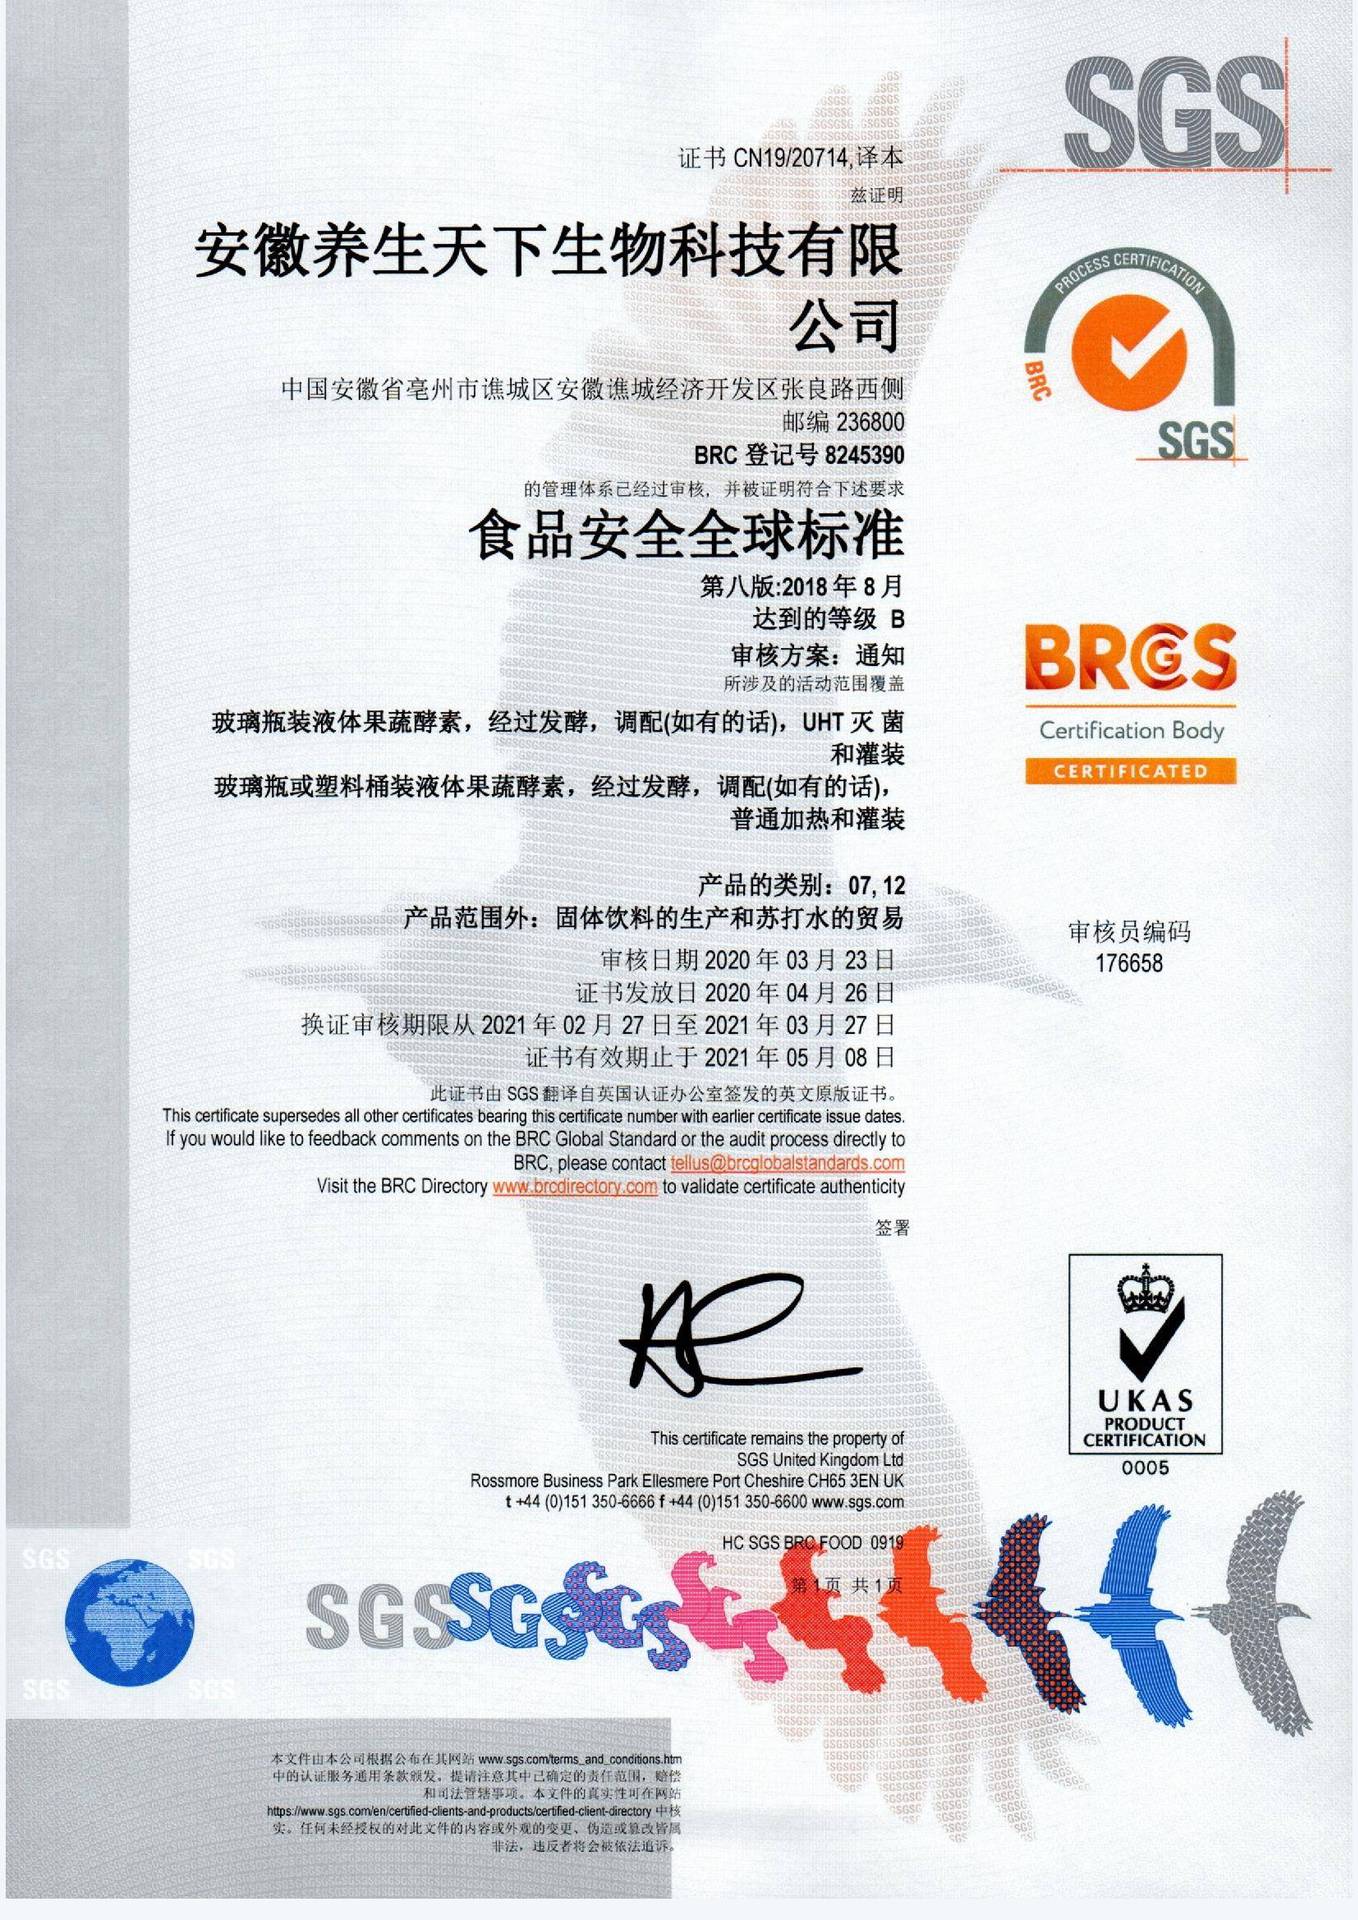 SGS
证书 CN19/20714,译本
兹证明
安徽养生天下生物科技有限
公司
中国安徽省亳州市谯城区安徽谯城经济开发区张良路西侧
邮编 236800
BRC 登记号 8245390
的管理体系已经过审核，并被证明符合下述要求
食品安全全球标准
第八版:2018 年 8 月
达到的等级 B
审核方案：通知
所涉及的活动范围覆盖
玻璃瓶装液体果蔬酵素，经过发酵，调配(如有的话)，UHT 灭 菌
和灌装
玻璃瓶或塑料桶装液体果蔬酵素，经过发酵，调配(如有的话)，
普通加热和灌装
产品的类别：07, 12
产品范围外：固体饮料的生产和苏打水的贸易
审核日期 2020 年 03 月 23 日
证书发放日 2020 年 04 月 26 日
换证审核期限从 2021 年 02 月 27 日至 2021 年 03 月 27 日
证书有效期止于 2021 年 05 月 08 日
此证书由 SGS 翻译自英国认证办公室签发的英文原版证书。
This certificate supersedes all other certificates bearing this certificate number with earlier certificate issue dates.
If you would like to feedback comments on the BRC Global Standard or the audit process directly to
BRC, please contact tellus@brcglobalstandards.com
Visit the BRC Directory www.brcdirectory.com to validate certificate authenticity
签署
This certificate remains the property of
SGS United Kingdom Ltd
Rossmore Business Park Ellesmere Port Cheshire CH65 3EN UK
t +44 (0)151 350-6666 f +44 (0)151 350-6600 www.sgs.com
HC SGS BRC FOOD 0919
第 1 页 共 1 页
PROCESS CERTIFICATION
BRC
SGS
BRCGS
Certification Body
CERTIFICATED
审核员编码
176658
UKAS
PRODUCT
CERTIFICATION
0005
SGS SGS
SGS SGS
SGS SGS SGS
本文件由本公司根据公布在其网站 www.sgs.com/terms_and_conditions.htm
中的认证服务通用条款颁发，提请注意其中已确定的责任范围，赔偿
和司法管辖事项。本文件的真实性可在网站
https://www.sgs.com/en/certified-clients-and-products/certified-client-directory 中核
实。任何未经授权的对此文件的内容或外观的变更、伪造或篡改皆属
非法，违反者将会被依法追诉。